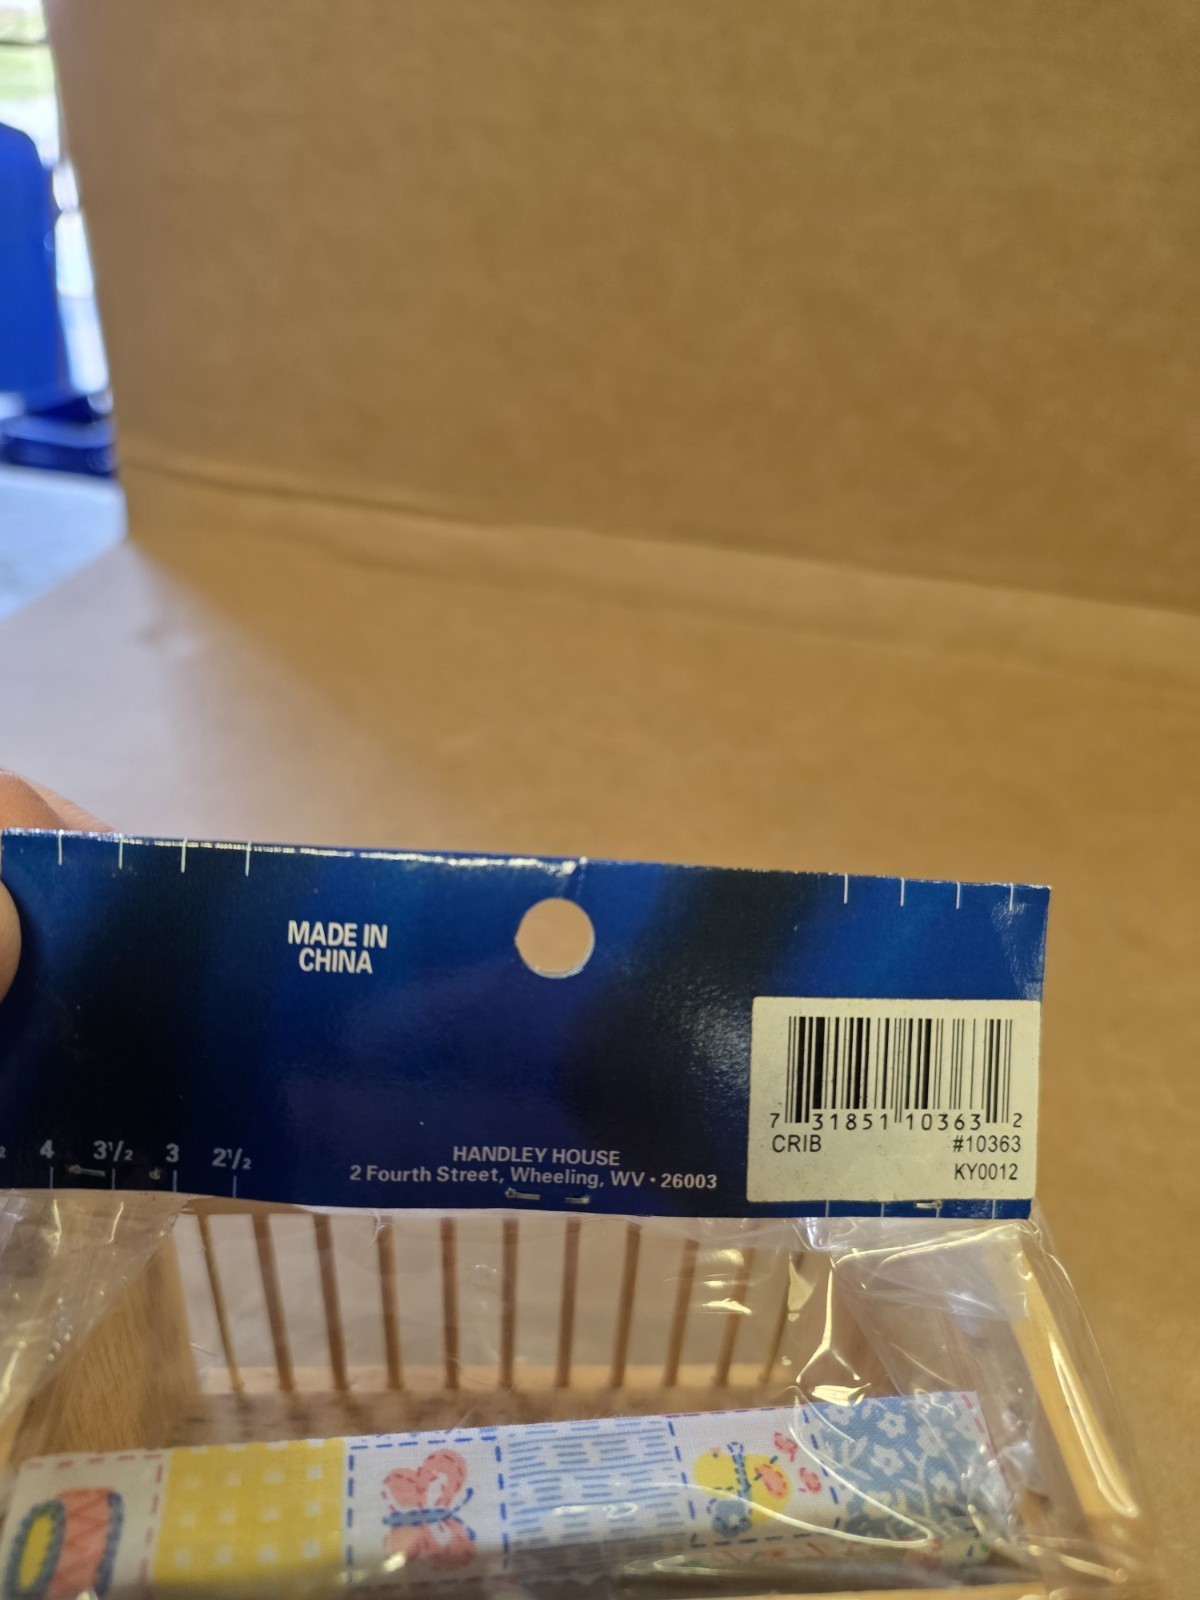 MADE IN
CHINA
7 31851 10363 2
CRIB #10363
KY0012
4 3½ 3 2½
HANDLEY HOUSE
2 Fourth Street, Wheeling, WV • 26003